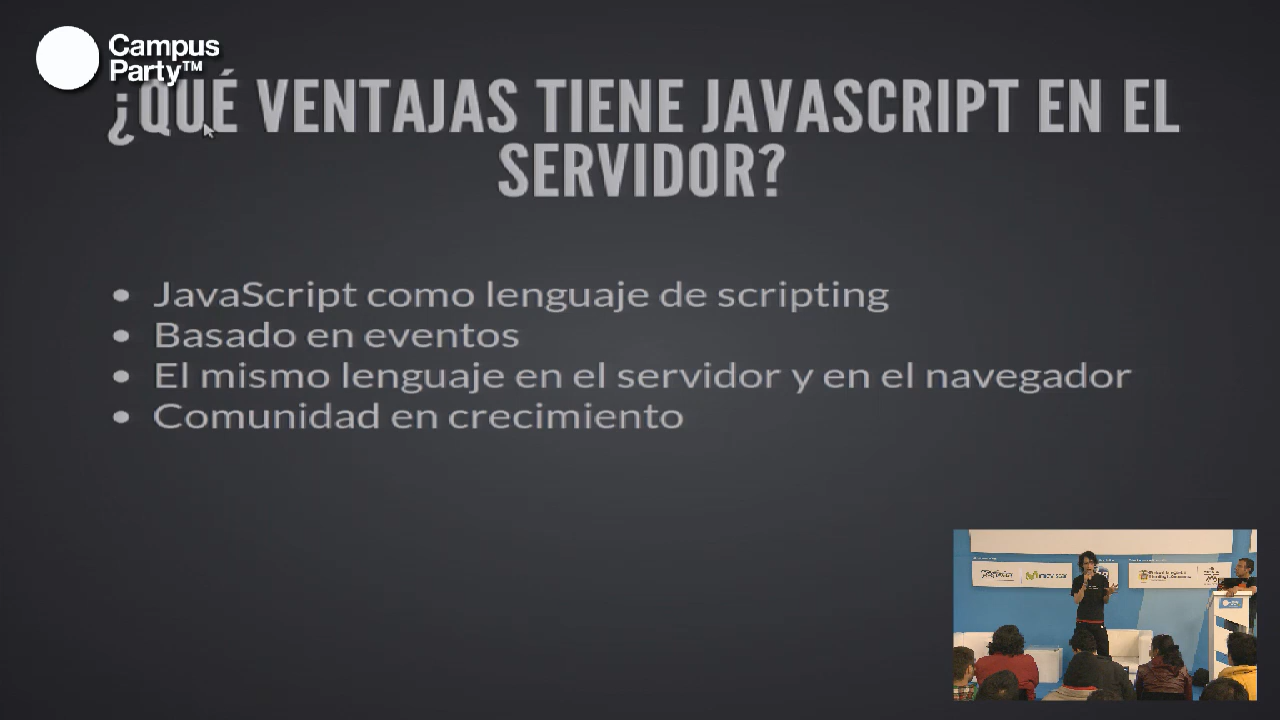 Campus
Party™
¿QUÉ VENTAJAS TIENE JAVASCRIPT EN EL
SERVIDOR?
• JavaScript como lenguaje de scripting
• Basado en eventos
• El mismo lenguaje en el servidor y en el navegador
• Comunidad en crecimiento
movistar